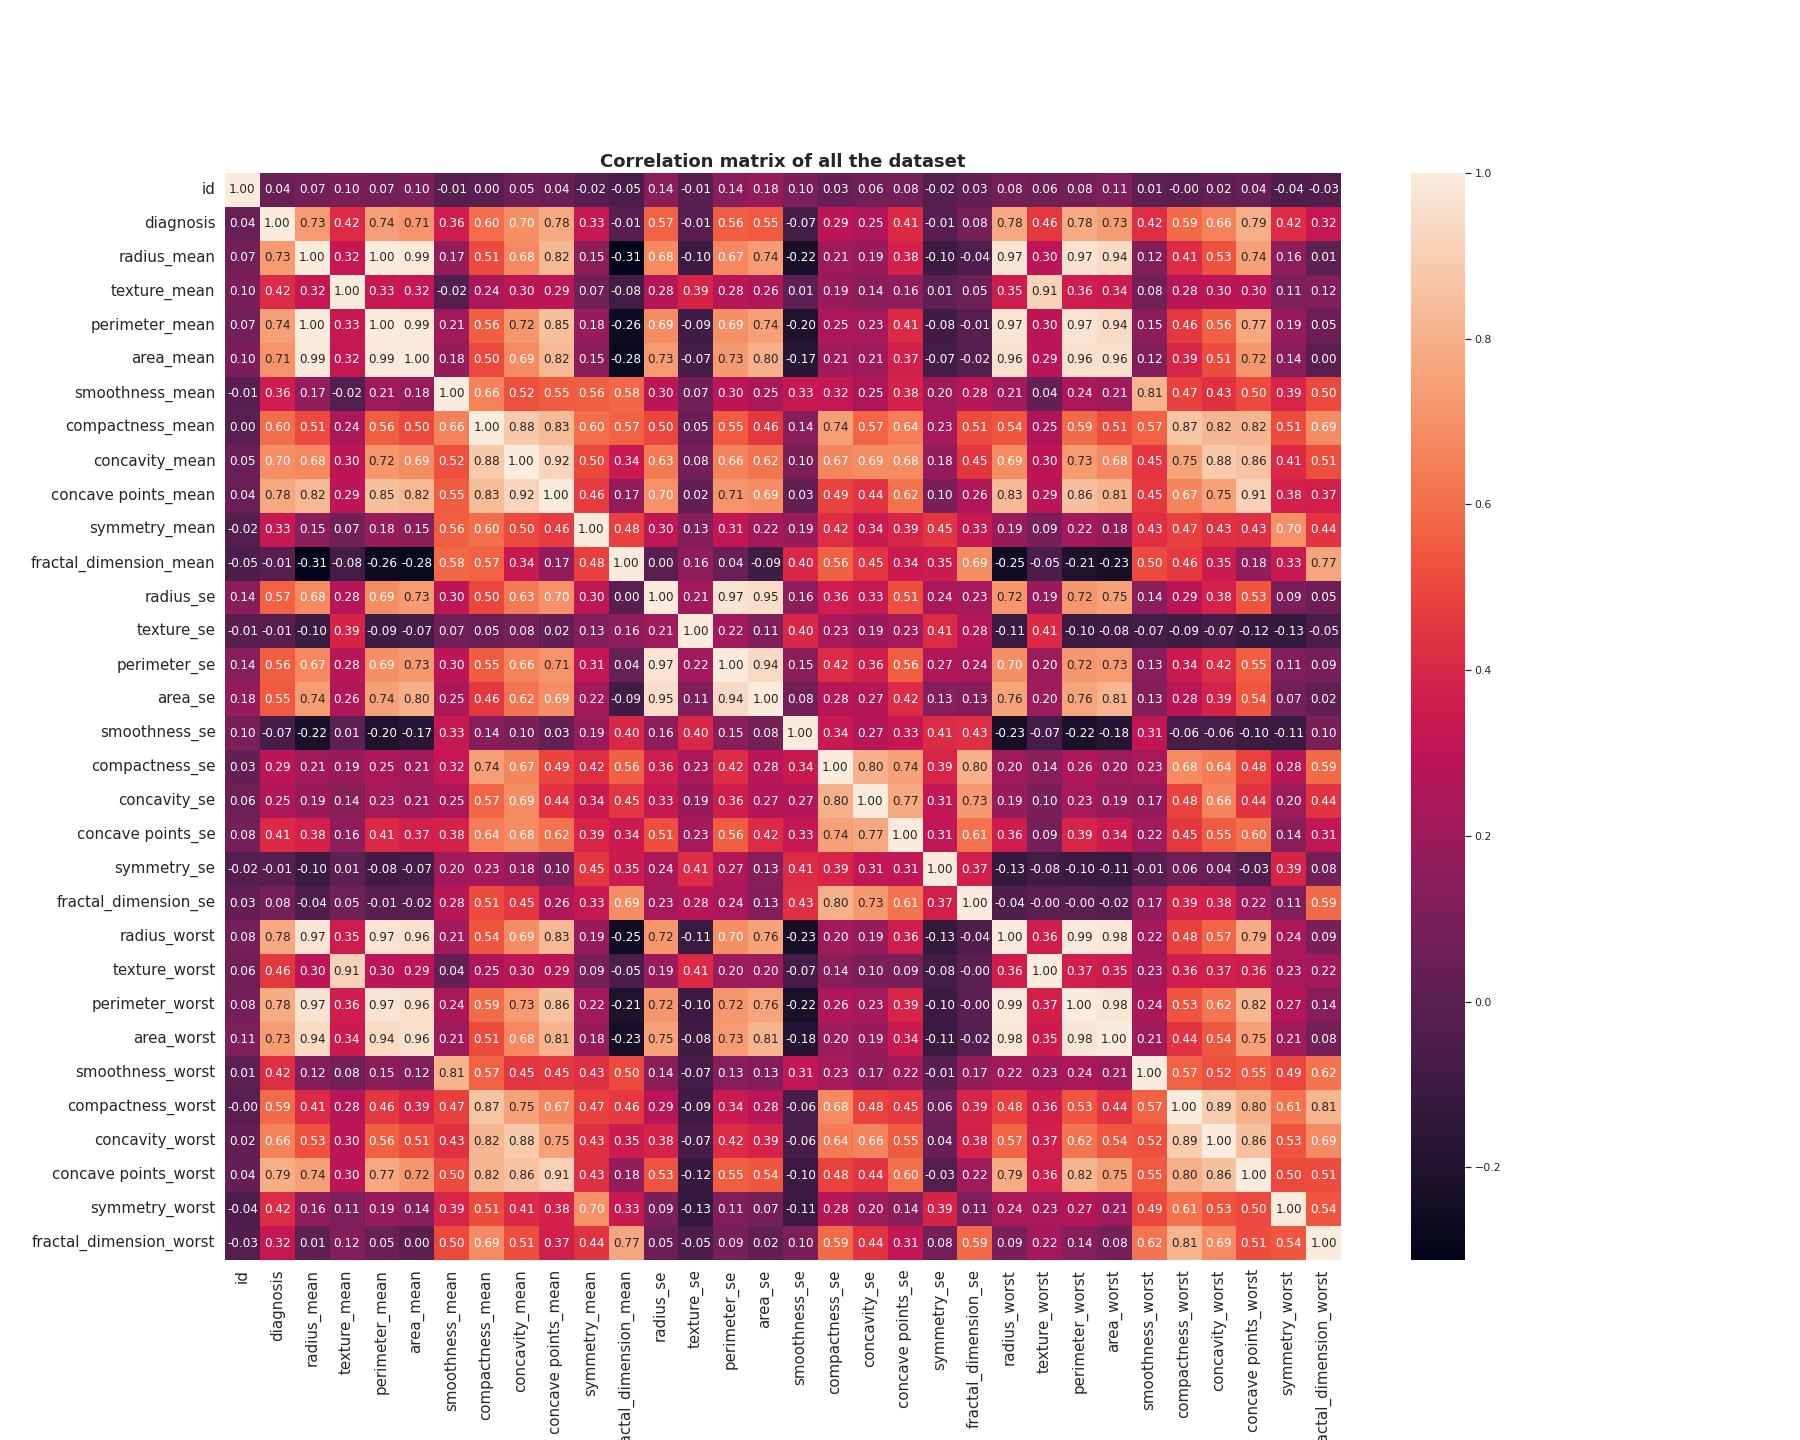 Correlation matrix of all the dataset
id 1.00 0.04 0.07 0.10 0.07 0.10 -0.01 0.00 0.05 0.04 -0.02 -0.05 0.14 -0.01 0.14 0.18 0.10 0.03 0.06 0.08 -0.02 0.03 0.08 0.06 0.08 0.11 0.01 -0.00 0.02 0.04 -0.04 -0.03
diagnosis 0.04 1.00 0.73 0.42 0.74 0.71 0.36 0.60 0.70 0.78 0.33 -0.01 0.57 -0.01 0.56 0.55 -0.07 0.29 0.25 0.41 -0.01 0.08 0.78 0.46 0.78 0.73 0.42 0.59 0.66 0.79 0.42 0.32
radius_mean 0.07 0.73 1.00 0.32 1.00 0.99 0.17 0.51 0.68 0.82 0.15 -0.31 0.68 -0.10 0.67 0.74 -0.22 0.21 0.19 0.38 -0.10 -0.04 0.97 0.30 0.97 0.94 0.12 0.41 0.53 0.74 0.16 0.01
texture_mean 0.10 0.42 0.32 1.00 0.33 0.32 -0.02 0.24 0.30 0.29 0.07 -0.08 0.28 0.39 0.28 0.26 0.01 0.19 0.14 0.16 0.01 0.05 0.35 0.91 0.36 0.34 0.08 0.28 0.30 0.30 0.11 0.12
perimeter_mean 0.07 0.74 1.00 0.33 1.00 0.99 0.21 0.56 0.72 0.85 0.18 -0.26 0.69 -0.09 0.69 0.74 -0.20 0.25 0.23 0.41 -0.08 -0.01 0.97 0.30 0.97 0.94 0.15 0.46 0.56 0.77 0.19 0.05
area_mean 0.10 0.71 0.99 0.32 0.99 1.00 0.18 0.50 0.69 0.82 0.15 -0.28 0.73 -0.07 0.73 0.80 -0.17 0.21 0.21 0.37 -0.07 -0.02 0.96 0.29 0.96 0.96 0.12 0.39 0.51 0.72 0.14 0.00
smoothness_mean -0.01 0.36 0.17 -0.02 0.21 0.18 1.00 0.66 0.52 0.55 0.56 0.58 0.30 0.07 0.30 0.25 0.33 0.32 0.25 0.38 0.20 0.28 0.21 0.04 0.24 0.21 0.81 0.47 0.43 0.50 0.39 0.50
compactness_mean 0.00 0.60 0.51 0.24 0.56 0.50 0.66 1.00 0.88 0.83 0.60 0.57 0.50 0.05 0.55 0.46 0.14 0.74 0.57 0.64 0.23 0.51 0.54 0.25 0.59 0.51 0.57 0.87 0.82 0.82 0.51 0.69
concavity_mean 0.05 0.70 0.68 0.30 0.72 0.69 0.52 0.88 1.00 0.92 0.50 0.34 0.63 0.08 0.66 0.62 0.10 0.67 0.69 0.68 0.18 0.45 0.69 0.30 0.73 0.68 0.45 0.75 0.88 0.86 0.41 0.51
concave points_mean 0.04 0.78 0.82 0.29 0.85 0.82 0.55 0.83 0.92 1.00 0.46 0.17 0.70 0.02 0.71 0.69 0.03 0.49 0.44 0.62 0.10 0.26 0.83 0.29 0.86 0.81 0.45 0.67 0.75 0.91 0.38 0.37
symmetry_mean -0.02 0.33 0.15 0.07 0.18 0.15 0.56 0.60 0.50 0.46 1.00 0.48 0.30 0.13 0.31 0.22 0.19 0.42 0.34 0.39 0.45 0.33 0.19 0.09 0.22 0.18 0.43 0.47 0.43 0.43 0.70 0.44
fractal_dimension_mean -0.05 -0.01 -0.31 -0.08 -0.26 -0.28 0.58 0.57 0.34 0.17 0.48 1.00 0.00 0.16 0.04 -0.09 0.40 0.56 0.45 0.34 0.35 0.69 -0.25 -0.05 -0.21 -0.23 0.50 0.46 0.35 0.18 0.33 0.77
radius_se 0.14 0.57 0.68 0.28 0.69 0.73 0.30 0.50 0.63 0.70 0.30 0.00 1.00 0.21 0.97 0.95 0.16 0.36 0.33 0.51 0.24 0.23 0.72 0.19 0.72 0.75 0.14 0.29 0.38 0.53 0.09 0.05
texture_se -0.01 -0.01 -0.10 0.39 -0.09 -0.07 0.07 0.05 0.08 0.02 0.13 0.16 0.21 1.00 0.22 0.11 0.40 0.23 0.19 0.23 0.41 0.28 -0.11 0.41 -0.10 -0.08 -0.07 -0.09 -0.07 -0.12 -0.13 -0.05
perimeter_se 0.14 0.56 0.67 0.28 0.69 0.73 0.30 0.55 0.66 0.71 0.31 0.04 0.97 0.22 1.00 0.94 0.15 0.42 0.36 0.56 0.27 0.24 0.70 0.20 0.72 0.73 0.13 0.34 0.42 0.55 0.11 0.09
area_se 0.18 0.55 0.74 0.26 0.74 0.80 0.25 0.46 0.62 0.69 0.22 -0.09 0.95 0.11 0.94 1.00 0.08 0.28 0.27 0.42 0.13 0.13 0.76 0.20 0.76 0.81 0.13 0.28 0.39 0.54 0.07 0.02
smoothness_se 0.10 -0.07 -0.22 0.01 -0.20 -0.17 0.33 0.14 0.10 0.03 0.19 0.40 0.16 0.40 0.15 0.08 1.00 0.34 0.27 0.33 0.41 0.43 -0.23 -0.07 -0.22 -0.18 0.31 -0.06 -0.06 -0.10 -0.11 0.10
compactness_se 0.03 0.29 0.21 0.19 0.25 0.21 0.32 0.74 0.67 0.49 0.42 0.56 0.36 0.23 0.42 0.28 0.34 1.00 0.80 0.74 0.39 0.80 0.20 0.14 0.26 0.20 0.23 0.68 0.64 0.48 0.28 0.59
concavity_se 0.06 0.25 0.19 0.14 0.23 0.21 0.25 0.57 0.69 0.44 0.34 0.45 0.33 0.19 0.36 0.27 0.27 0.80 1.00 0.77 0.31 0.73 0.19 0.10 0.23 0.19 0.17 0.48 0.66 0.44 0.20 0.44
concave points_se 0.08 0.41 0.38 0.16 0.41 0.37 0.38 0.64 0.68 0.62 0.39 0.34 0.51 0.23 0.56 0.42 0.33 0.74 0.77 1.00 0.31 0.61 0.36 0.09 0.39 0.34 0.22 0.45 0.55 0.60 0.14 0.31
symmetry_se -0.02 -0.01 -0.10 0.01 -0.08 -0.07 0.20 0.23 0.18 0.10 0.45 0.35 0.24 0.41 0.27 0.13 0.41 0.39 0.31 0.31 1.00 0.37 -0.13 -0.08 -0.10 -0.11 -0.01 0.06 0.04 -0.03 0.39 0.08
fractal_dimension_se 0.03 0.08 -0.04 0.05 -0.01 -0.02 0.28 0.51 0.45 0.26 0.33 0.69 0.23 0.28 0.24 0.13 0.43 0.80 0.73 0.61 0.37 1.00 -0.04 -0.00 -0.00 -0.02 0.17 0.39 0.38 0.22 0.11 0.59
radius_worst 0.08 0.78 0.97 0.35 0.97 0.96 0.21 0.54 0.69 0.83 0.19 -0.25 0.72 -0.11 0.70 0.76 -0.23 0.20 0.19 0.36 -0.13 -0.04 1.00 0.36 0.99 0.98 0.22 0.48 0.57 0.79 0.24 0.09
texture_worst 0.06 0.46 0.30 0.91 0.30 0.29 0.04 0.25 0.30 0.29 0.09 -0.05 0.19 0.41 0.20 0.20 -0.07 0.14 0.10 0.09 -0.08 -0.00 0.36 1.00 0.37 0.35 0.23 0.36 0.37 0.36 0.23 0.22
perimeter_worst 0.08 0.78 0.97 0.36 0.97 0.96 0.24 0.59 0.73 0.86 0.22 -0.21 0.72 -0.10 0.72 0.76 -0.22 0.26 0.23 0.39 -0.10 -0.00 0.99 0.37 1.00 0.98 0.24 0.53 0.62 0.82 0.27 0.14
area_worst 0.11 0.73 0.94 0.34 0.94 0.96 0.21 0.51 0.68 0.81 0.18 -0.23 0.75 -0.08 0.73 0.81 -0.18 0.20 0.19 0.34 -0.11 -0.02 0.98 0.35 0.98 1.00 0.21 0.44 0.54 0.75 0.21 0.08
smoothness_worst 0.01 0.42 0.12 0.08 0.15 0.12 0.81 0.57 0.45 0.45 0.43 0.50 0.14 -0.07 0.13 0.13 0.31 0.23 0.17 0.22 -0.01 0.17 0.22 0.23 0.24 0.21 1.00 0.57 0.52 0.55 0.49 0.62
compactness_worst -0.00 0.59 0.41 0.28 0.46 0.39 0.47 0.87 0.75 0.67 0.47 0.46 0.29 -0.09 0.34 0.28 -0.06 0.68 0.48 0.45 0.06 0.39 0.48 0.36 0.53 0.44 0.57 1.00 0.89 0.80 0.61 0.81
concavity_worst 0.02 0.66 0.53 0.30 0.56 0.51 0.43 0.82 0.88 0.75 0.43 0.35 0.38 -0.07 0.42 0.39 -0.06 0.64 0.66 0.55 0.04 0.38 0.57 0.37 0.62 0.54 0.52 0.89 1.00 0.86 0.53 0.69
concave points_worst 0.04 0.79 0.74 0.30 0.77 0.72 0.50 0.82 0.86 0.91 0.43 0.18 0.53 -0.12 0.55 0.54 -0.10 0.48 0.44 0.60 -0.03 0.22 0.79 0.36 0.82 0.75 0.55 0.80 0.86 1.00 0.50 0.51
symmetry_worst -0.04 0.42 0.16 0.11 0.19 0.14 0.39 0.51 0.41 0.38 0.70 0.33 0.09 -0.13 0.11 0.07 -0.11 0.28 0.20 0.14 0.39 0.11 0.24 0.23 0.27 0.21 0.49 0.61 0.53 0.50 1.00 0.54
fractal_dimension_worst -0.03 0.32 0.01 0.12 0.05 0.00 0.50 0.69 0.51 0.37 0.44 0.77 0.05 -0.05 0.09 0.02 0.10 0.59 0.44 0.31 0.08 0.59 0.09 0.22 0.14 0.08 0.62 0.81 0.69 0.51 0.54 1.00
id
diagnosis
radius_mean
texture_mean
perimeter_mean
area_mean
smoothness_mean
compactness_mean
concavity_mean
concave points_mean
symmetry_mean
actal_dimension_mean
radius_se
texture_se
perimeter_se
area_se
smoothness_se
compactness_se
concavity_se
concave points_se
symmetry_se
fractal_dimension_se
radius_worst
texture_worst
perimeter_worst
area_worst
smoothness_worst
compactness_worst
concavity_worst
concave points_worst
symmetry_worst
actal_dimension_worst
1.0
0.8
0.6
0.4
0.2
0.0
−0.2